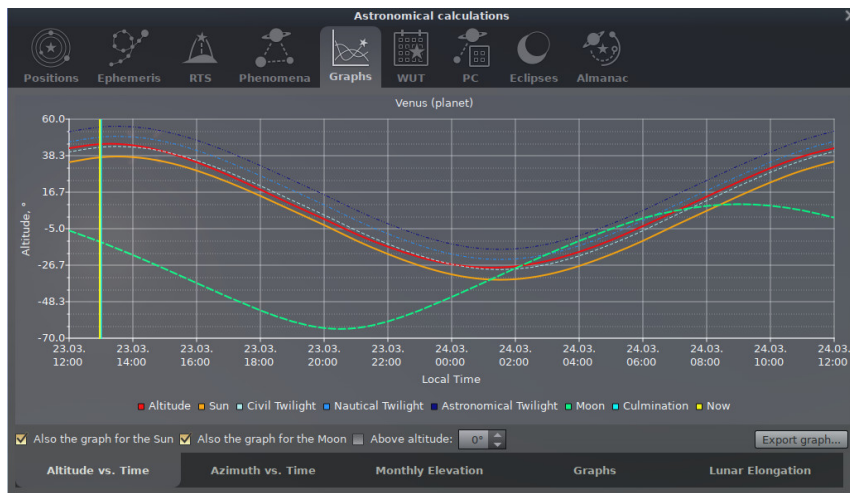 Astronomical calculations
Positions Ephemeris RTS Phenomena Graphs WUT PC Eclipses Almanac
Venus (planet)
60.0
38.3
16.7
-5.0
-26.7
-48.3
-70.0
Altitude, °
23.03. 23.03. 23.03. 23.03. 23.03. 23.03. 24.03. 24.03. 24.03. 24.03. 24.03. 24.03. 24.03.
12:00 14:00 16:00 18:00 20:00 22:00 00:00 02:00 04:00 06:00 08:00 10:00 12:00
Local Time
Altitude Sun Civil Twilight Nautical Twilight Astronomical Twilight Moon Culmination Now
Also the graph for the Sun Also the graph for the Moon Above altitude: 0° Export graph...
Altitude vs. Time Azimuth vs. Time Monthly Elevation Graphs Lunar Elongation